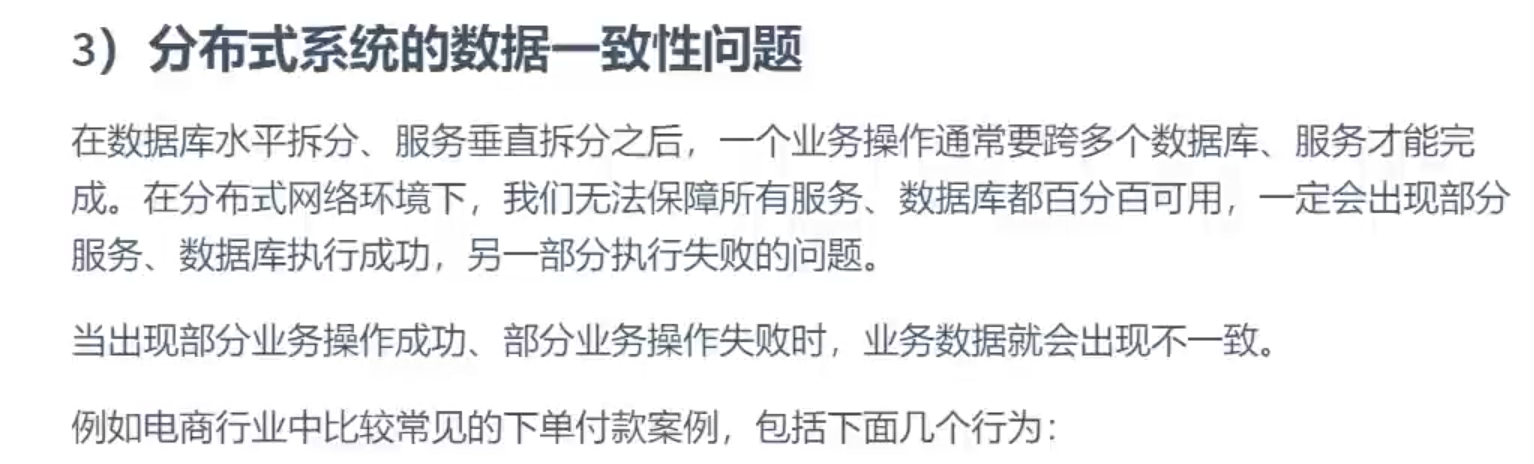 3）分布式系统的数据一致性问题
在数据库水平拆分、服务垂直拆分之后，一个业务操作通常要跨多个数据库、服务才能完
成。在分布式网络环境下，我们无法保障所有服务、数据库都百分百可用，一定会出现部分
服务、数据库执行成功，另一部分执行失败的问题。
当出现部分业务操作成功、部分业务操作失败时，业务数据就会出现不一致。
例如电商行业中比较常见的下单付款案例，包括下面几个行为：